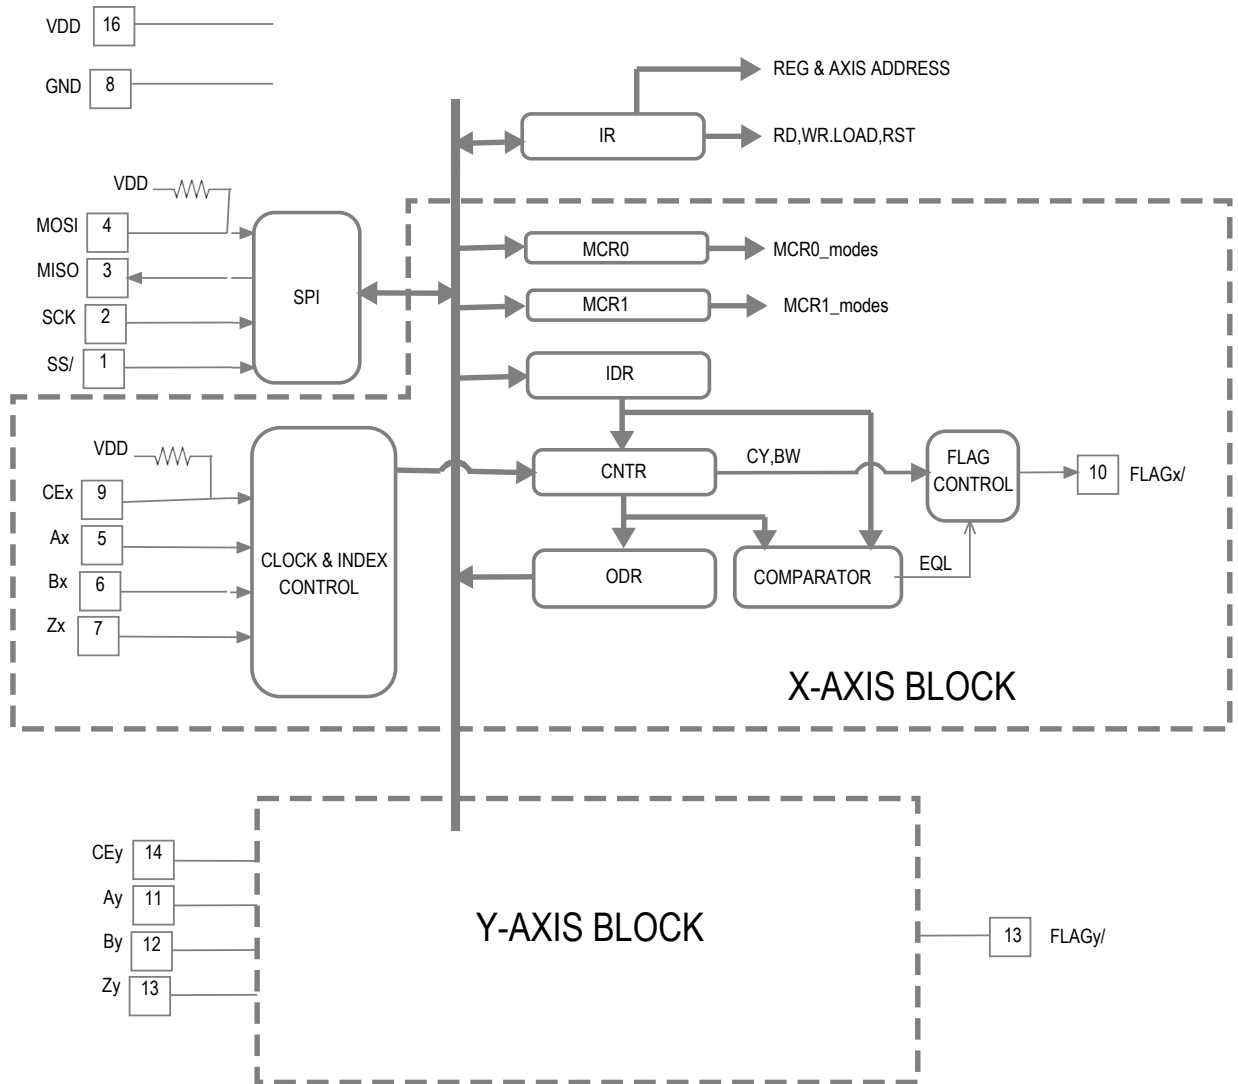 VDD 16
GND 8
REG & AXIS ADDRESS
IR
RD,WR.LOAD,RST
VDD
MOSI 4
MISO 3
SCK 2
SS/ 1
SPI
MCR0
MCR0_modes
MCR1
MCR1_modes
IDR
VDD
CEx 9
Ax 5
Bx 6
Zx 7
CLOCK & INDEX
CONTROL
CNTR
CY,BW
FLAG
CONTROL
10 FLAGx/
ODR
COMPARATOR
EQL
X-AXIS BLOCK
CEy 14
Ay 11
By 12
Zy 13
Y-AXIS BLOCK
13 FLAGy/